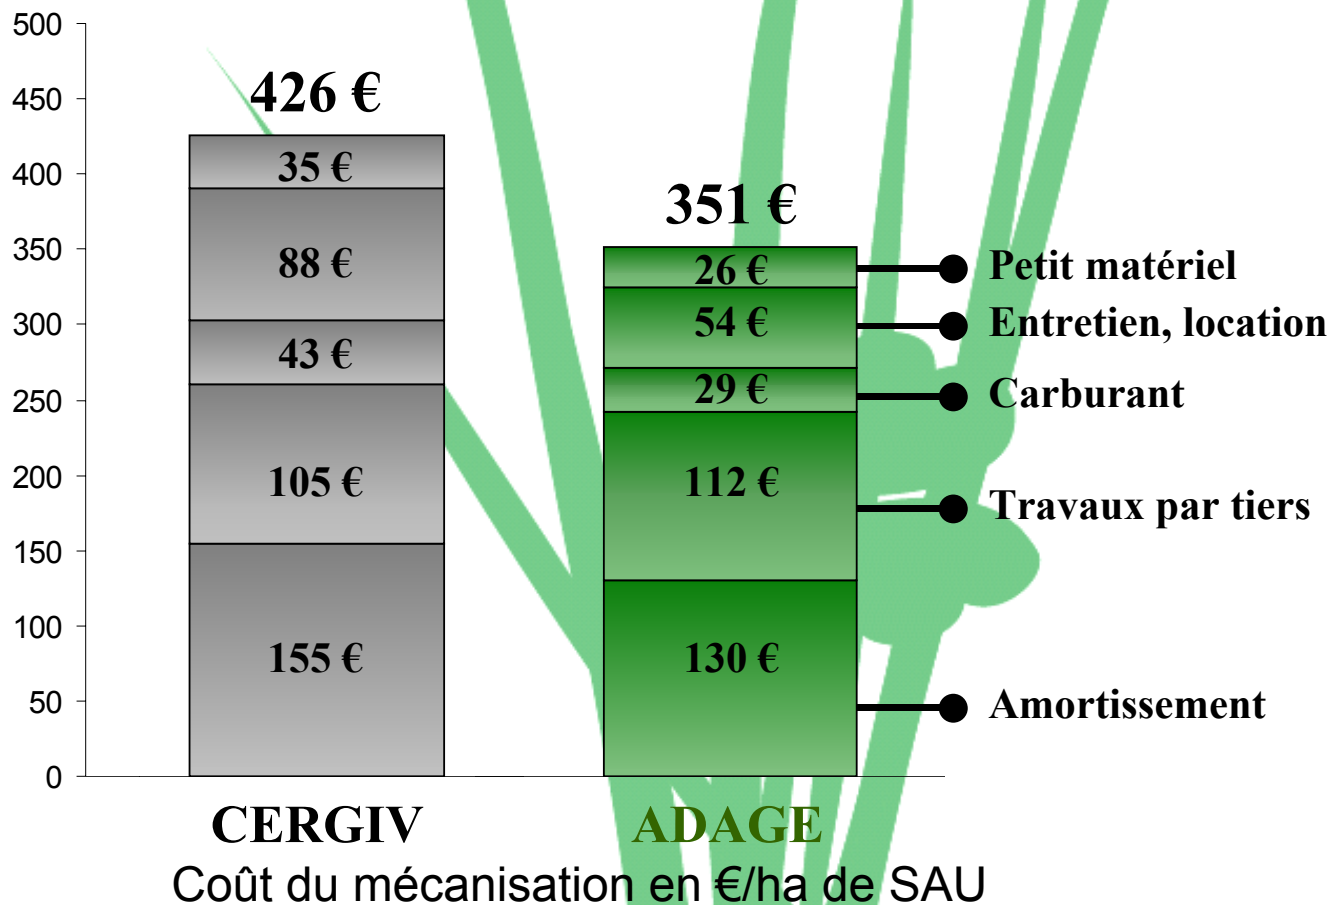 500
450
400
350
300
250
200
150
100
50
0
426 €
35 €
88 €
43 €
105 €
155 €
351 €
26 €
54 €
29 €
112 €
130 €
Petit matériel
Entretien, location
Carburant
Travaux par tiers
Amortissement
CERGIV
ADAGE
Coût du mécanisation en €/ha de SAU